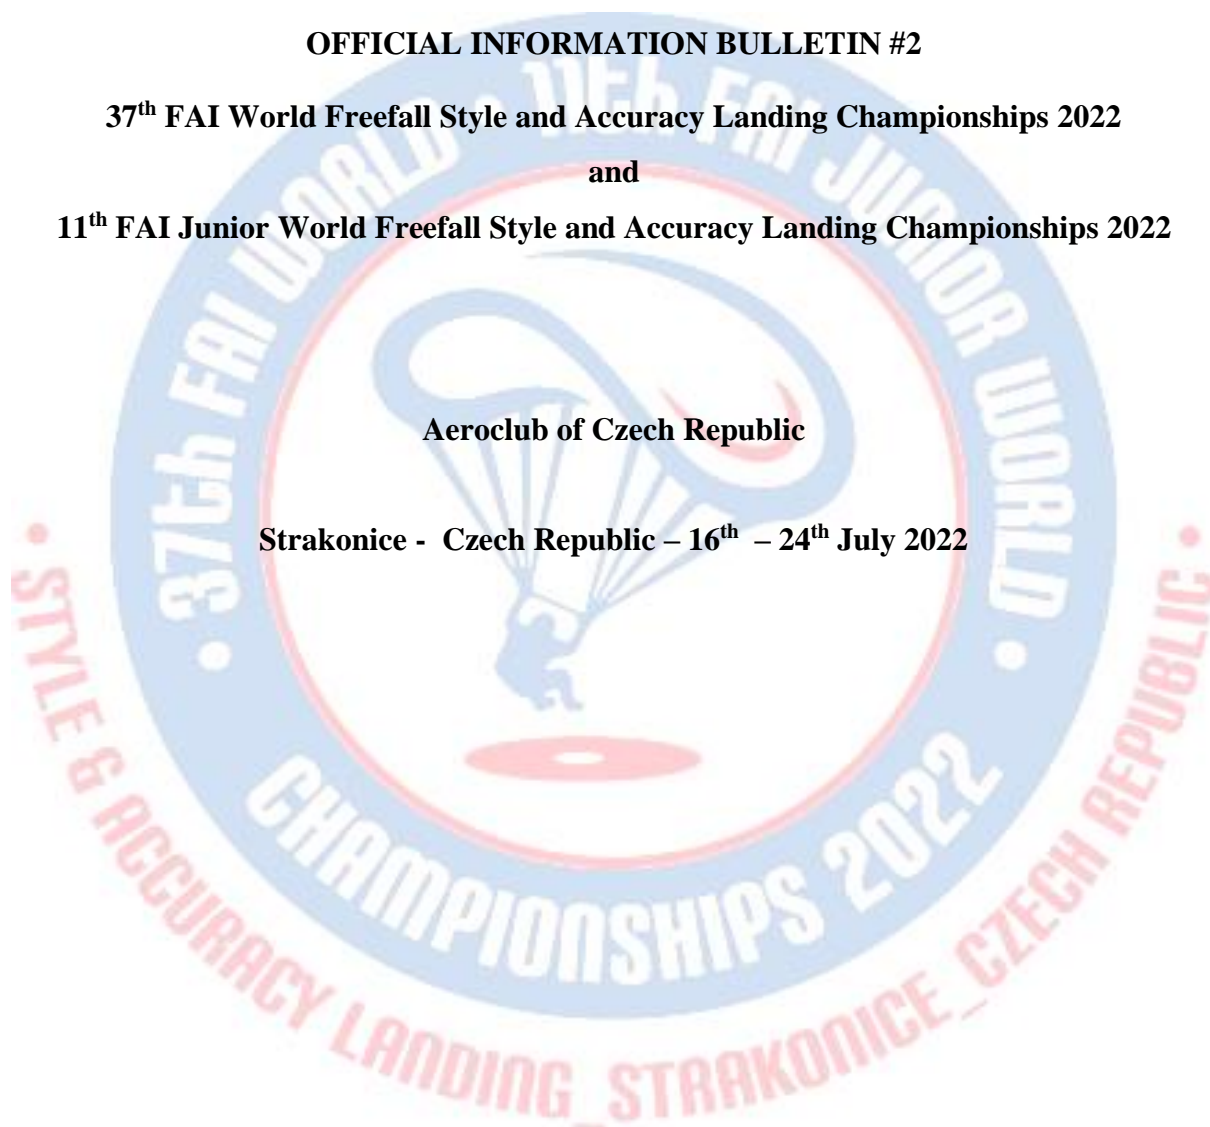 OFFICIAL INFORMATION BULLETIN #2
37th FAI World Freefall Style and Accuracy Landing Championships 2022
and
11th FAI Junior World Freefall Style and Accuracy Landing Championships 2022
Aeroclub of Czech Republic
Strakonice - Czech Republic – 16th – 24th July 2022
• 37th FAI WORLD • 11th FAI JUNIOR WORLD •
CHAMPIONSHIPS 2022
• STYLE & ACCURACY LANDING_STRAKONICE_CZECH REPUBLIC •